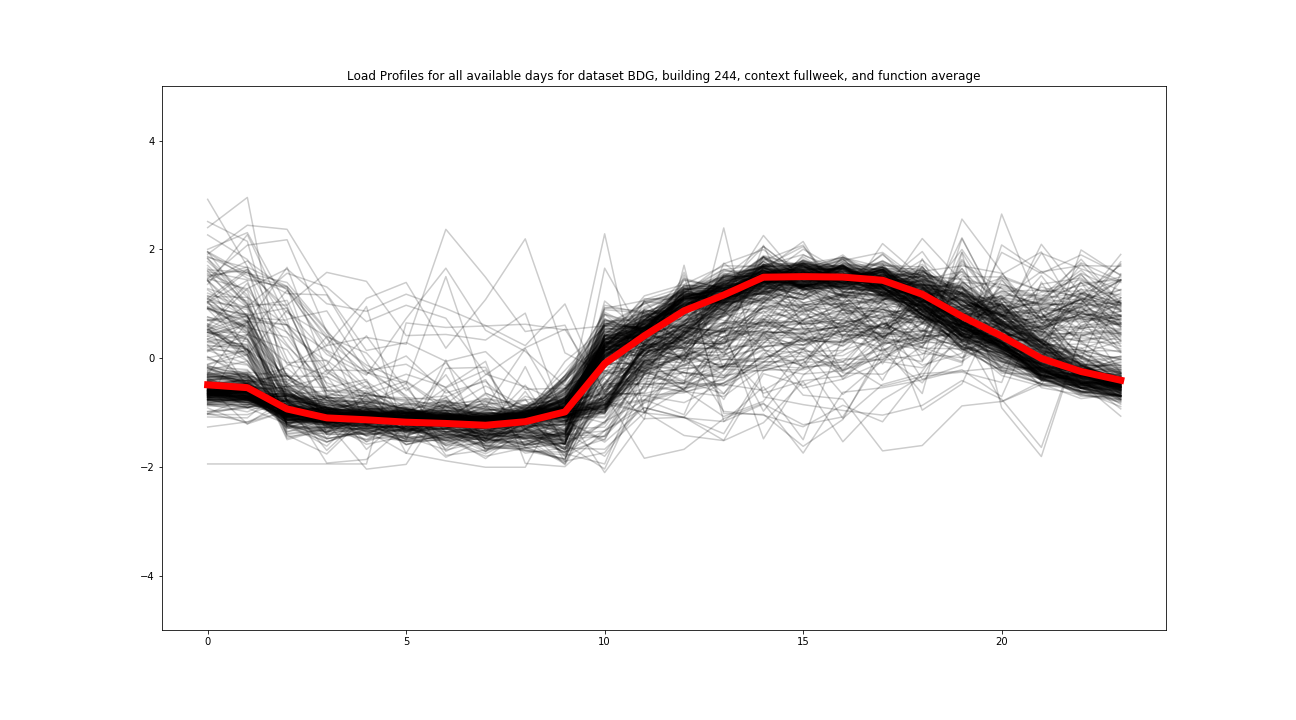 Load Profiles for all available days for dataset BDG, building 244, context fullweek, and function average
4
2
0
−2
−4
0 5 10 15 20